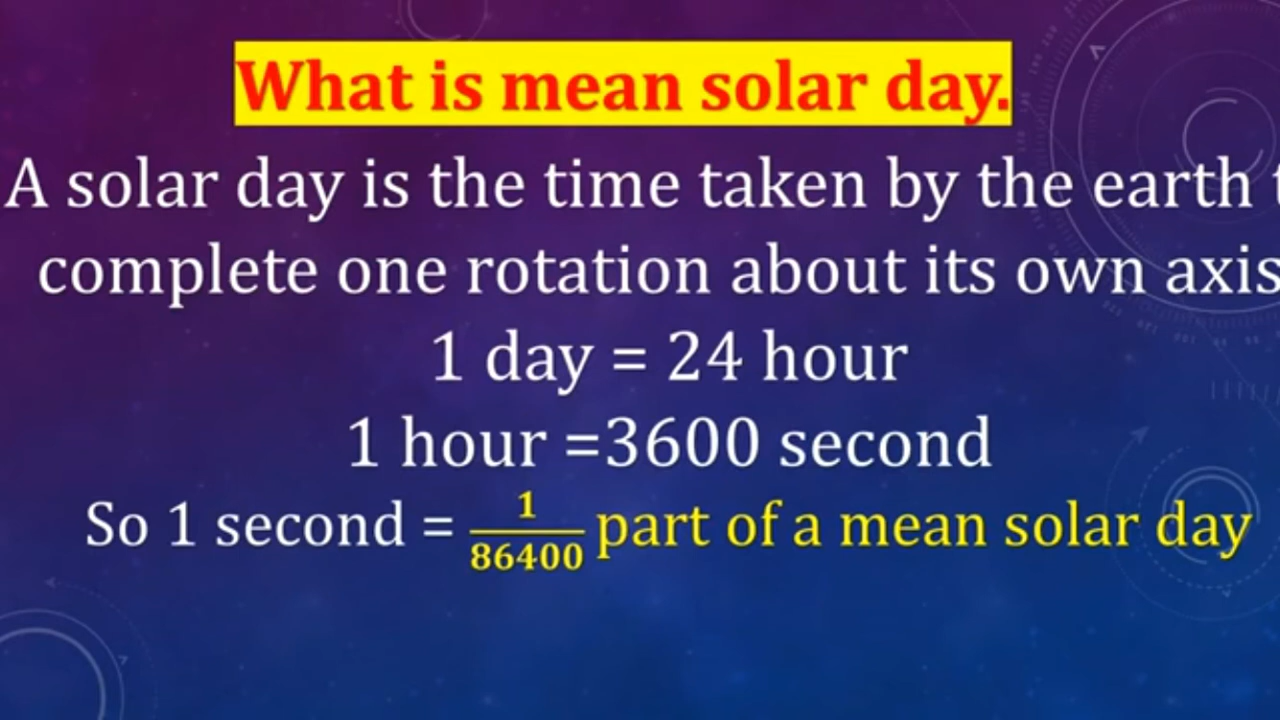 What is mean solar day.
A solar day is the time taken by the earth t
complete one rotation about its own axis
1 day = 24 hour
1 hour =3600 second
So 1 second = 1/86400 part of a mean solar day